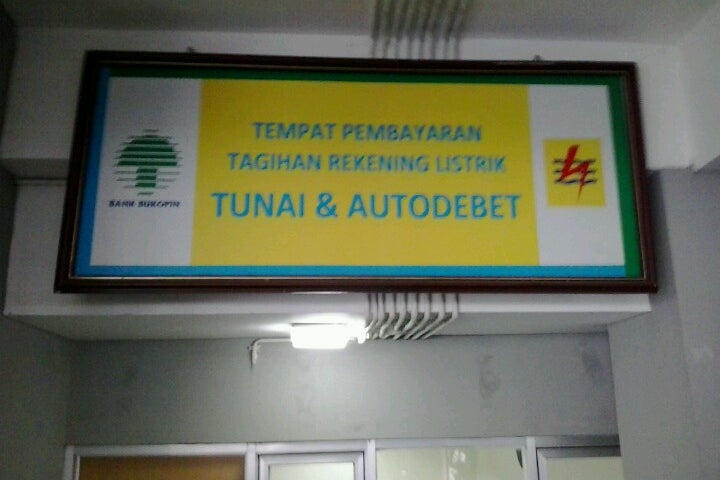 TEMPAT PEMBAYARAN
TAGIHAN REKENING LISTRIK
TUNAI & AUTODEBET
BANK BUKOPIN